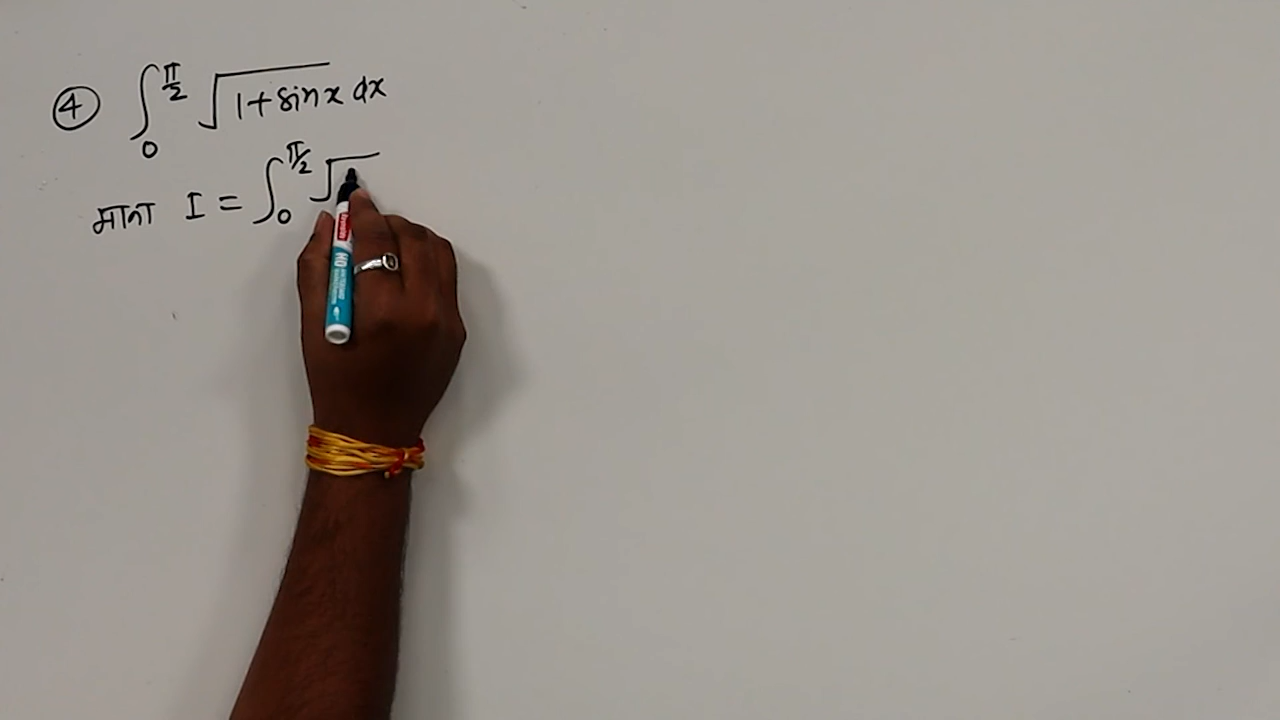 ④ ∫₀^{π/2} √(1+sinx) dx
माना I = ∫₀^{π/2} √